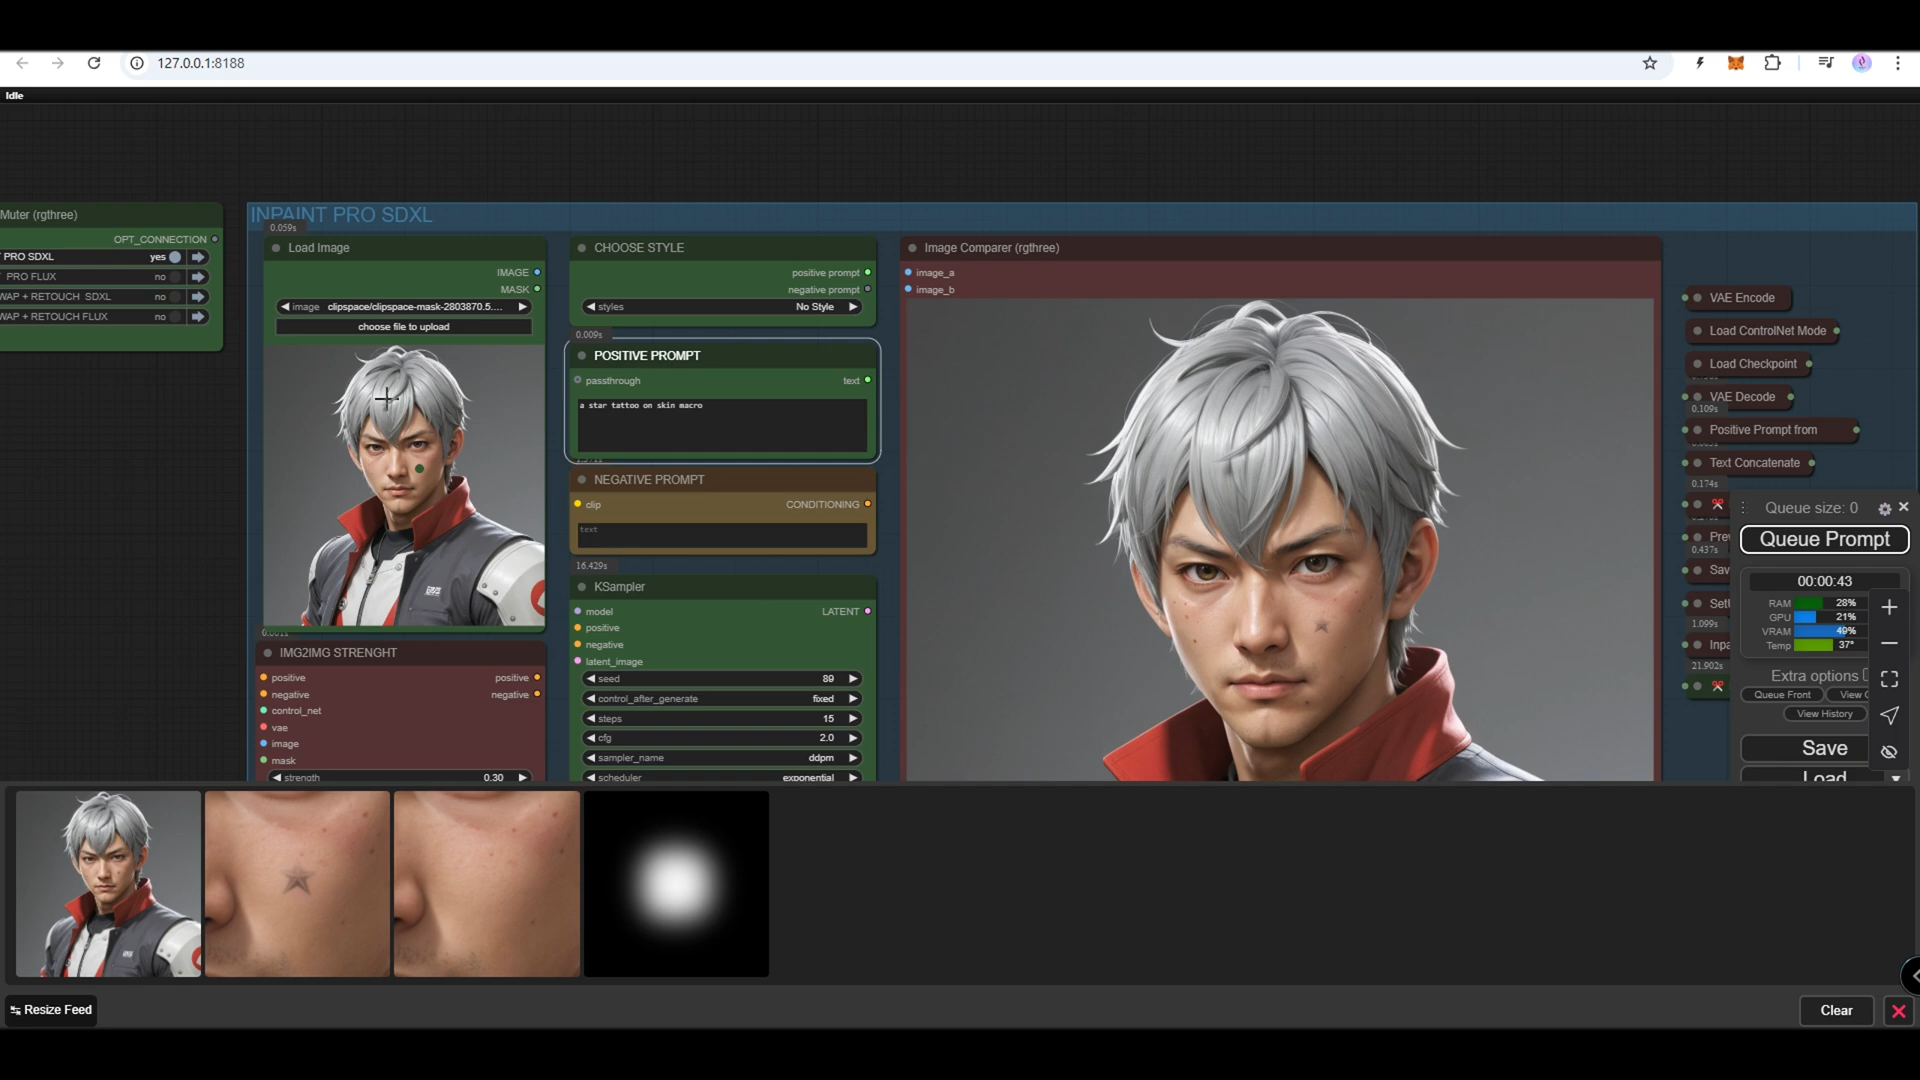 127.0.0.1:8188
Idle
Muter (rgthree)
OPT_CONNECTION
PRO SDXL yes
PRO FLUX no
WAP + RETOUCH SDXL no
WAP + RETOUCH FLUX no
INPAINT PRO SDXL
0.059s
Load Image
IMAGE
MASK
image clipspace/clipspace-mask-2803870.5....
choose file to upload
CHOOSE STYLE
positive prompt
negative prompt
styles No Style
0.009s
POSITIVE PROMPT
passthrough text
a star tattoo on skin macro
NEGATIVE PROMPT
clip CONDITIONING
text
16.429s
KSampler
model LATENT
positive
negative
latent_image
seed 89
control_after_generate fixed
steps 15
cfg 2.0
sampler_name ddpm
scheduler exponential
IMG2IMG STRENGHT
positive positive
negative negative
control_net
vae
image
mask
strength 0.30
Image Comparer (rgthree)
image_a
image_b
VAE Encode
Load ControlNet Mode
Load Checkpoint
VAE Decode
0.109s
Positive Prompt from
Text Concatenate
0.174s
Prev
0.437s
Sav
Set
1.099s
Inpa
21.902s
Queue size: 0
Queue Prompt
00:00:43
RAM 28%
GPU 21%
VRAM 49%
Temp 37°
Extra options
Queue Front
View
View History
Save
Load
Resize Feed
Clear